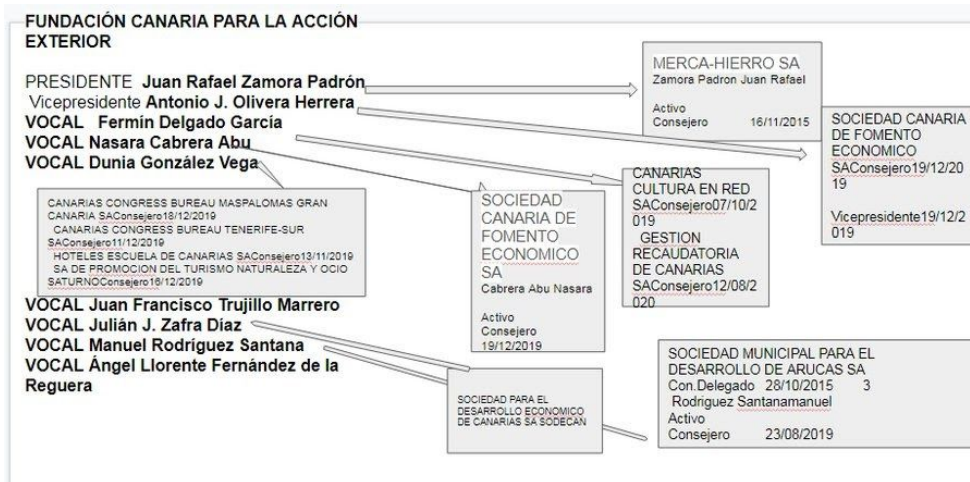 FUNDACIÓN CANARIA PARA LA ACCIÓN
EXTERIOR
PRESIDENTE Juan Rafael Zamora Padrón
Vicepresidente Antonio J. Olivera Herrera
VOCAL Fermín Delgado García
VOCAL Nasara Cabrera Abu
VOCAL Dunia González Vega
MERCA-HIERRO SA
Zamora Padron Juan Rafael
Activo
Consejero 16/11/2015
SOCIEDAD CANARIA
DE FOMENTO
ECONOMICO
SAConsejero19/12/20
19
Vicepresidente19/12/2
019
CANARIAS
CULTURA EN RED
SAConsejero07/10/2
019
GESTION
RECAUDATORIA
DE CANARIAS
SAConsejero12/08/2
020
SOCIEDAD
CANARIA DE
FOMENTO
ECONOMICO
SA
Cabrera Abu Nasara
Activo
Consejero
19/12/2019
CANARIAS CONGRESS BUREAU MASPALOMAS GRAN
CANARIA SAConsejero18/12/2019
CANARIAS CONGRESS BUREAU TENERIFE-SUR
SAConsejero11/12/2019
HOTELES ESCUELA DE CANARIAS SAConsejero13/11/2019
SA DE PROMOCION DEL TURISMO NATURALEZA Y OCIO
SATURNOConsejero16/12/2019
VOCAL Juan Francisco Trujillo Marrero
VOCAL Julián J. Zafra Díaz
VOCAL Manuel Rodríguez Santana
VOCAL Ángel Llorente Fernández de la
Reguera
SOCIEDAD PARA EL
DESARROLLO ECONOMICO
DE CANARIAS SA SODECAN
SOCIEDAD MUNICIPAL PARA EL
DESARROLLO DE ARUCAS SA
Con.Delegado 28/10/2015 3
Rodriguez Santanamanuel
Activo
Consejero 23/08/2019